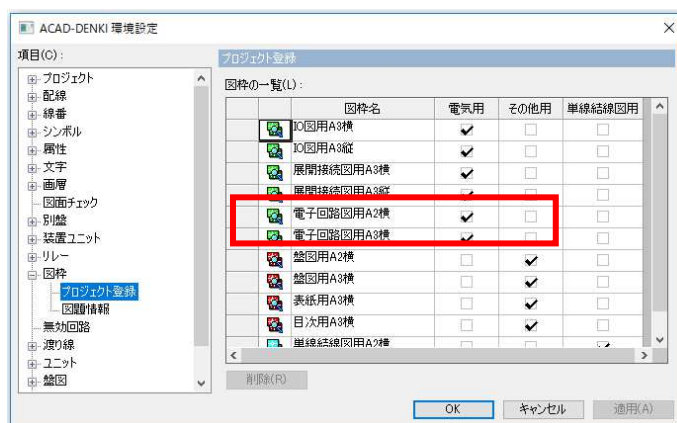 ACAD-DENKI 環境設定
項目(C):
プロジェクト
配線
線番
シンボル
属性
文字
画層
図面チェック
別盤
装置ユニット
リレー
図枠
プロジェクト登録
図題情報
無効回路
渡り線
ユニット
盤図
プロジェクト登録
図枠の一覧(L):
図枠名 電気用 その他用 単線結線図用
IO図用A3横
IO図用A3縦
展開接続図用A3横
展開接続図用A3縦
電子回路図用A2横
電子回路図用A3横
盤図用A2横
盤図用A3横
表紙用A3横
目次用A3横
単線結線図用A2横
削除(R)
OK キャンセル 適用(A)